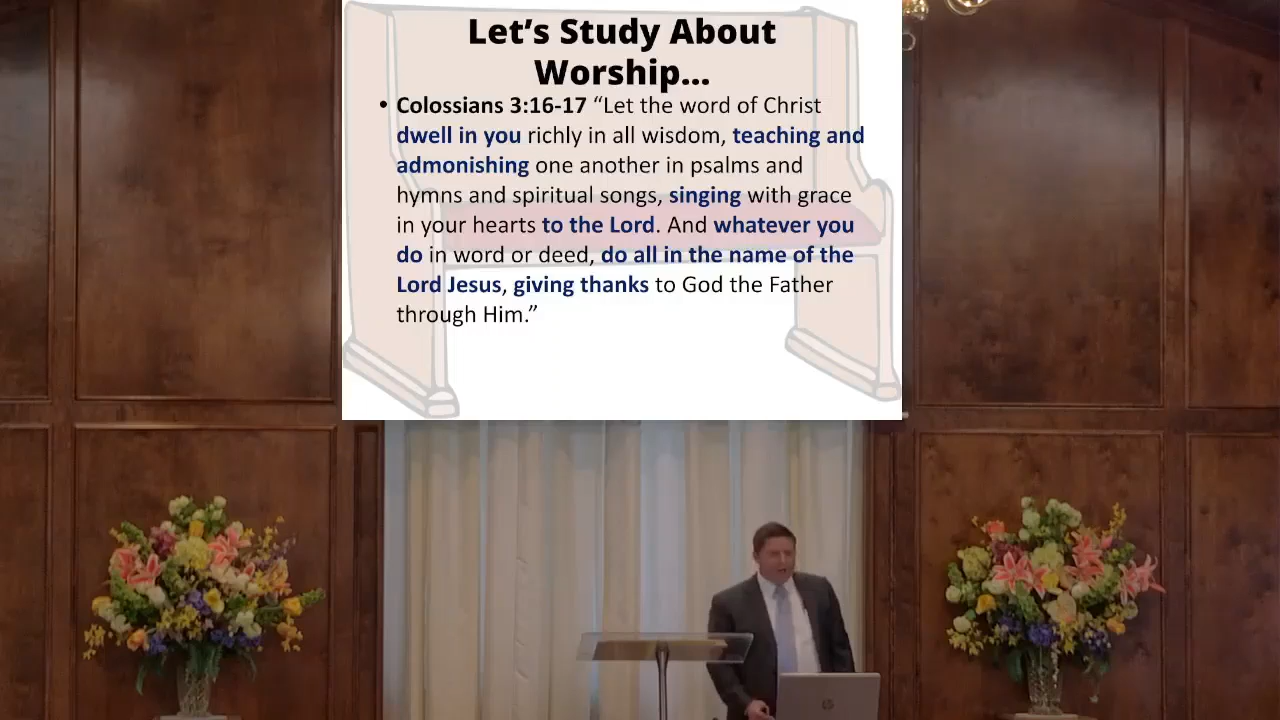 Let’s Study About
Worship...
• Colossians 3:16-17 “Let the word of Christ
dwell in you richly in all wisdom, teaching and
admonishing one another in psalms and
hymns and spiritual songs, singing with grace
in your hearts to the Lord. And whatever you
do in word or deed, do all in the name of the
Lord Jesus, giving thanks to God the Father
through Him.”
hp